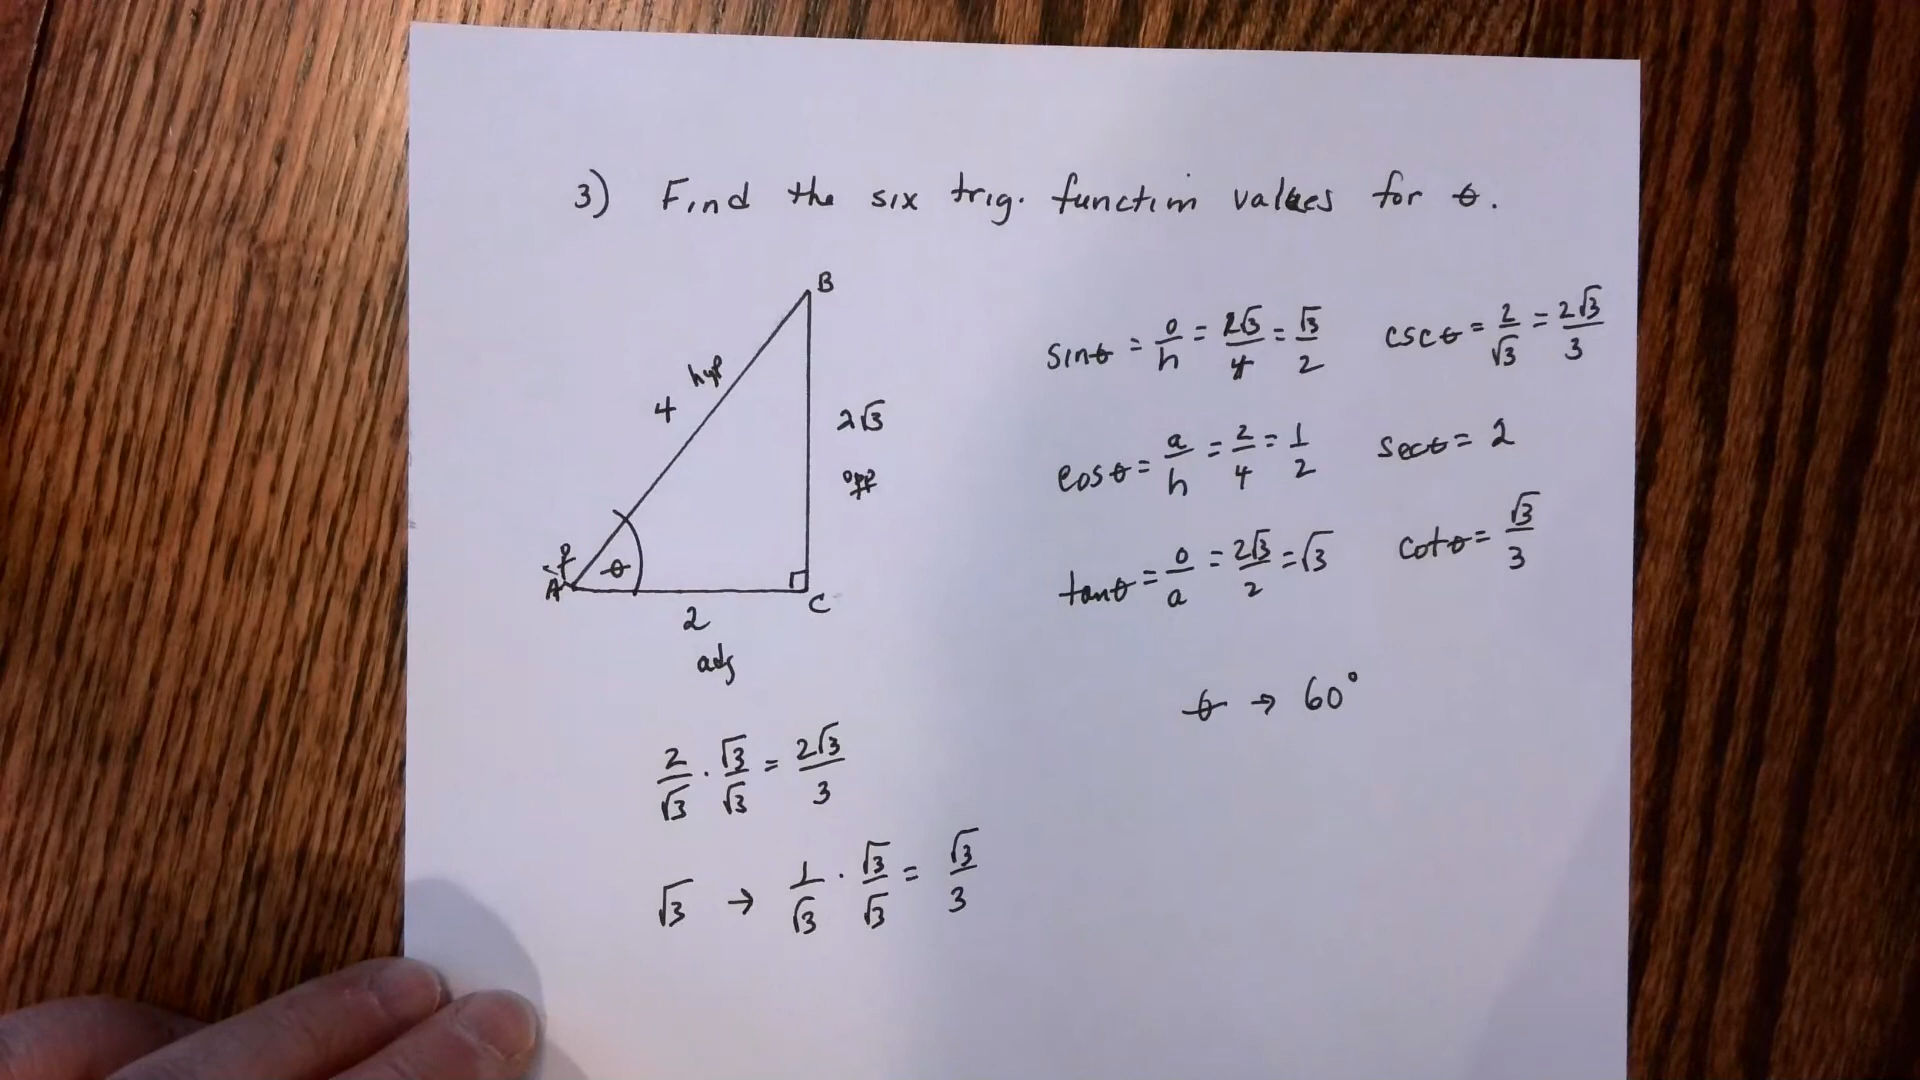 3) Find the six trig. function values for θ.
B
4 hyp
2√3
opp
A
θ
C
2
adj
sinθ = o/h = 2√3/4 = √3/2
cscθ = 2/√3 = 2√3/3
cosθ = a/h = 2/4 = 1/2
secθ = 2
tanθ = o/a = 2√3/2 = √3
cotθ = √3/3
θ → 60°
2/√3 · √3/√3 = 2√3/3
√3 → 1/√3 · √3/√3 = √3/3